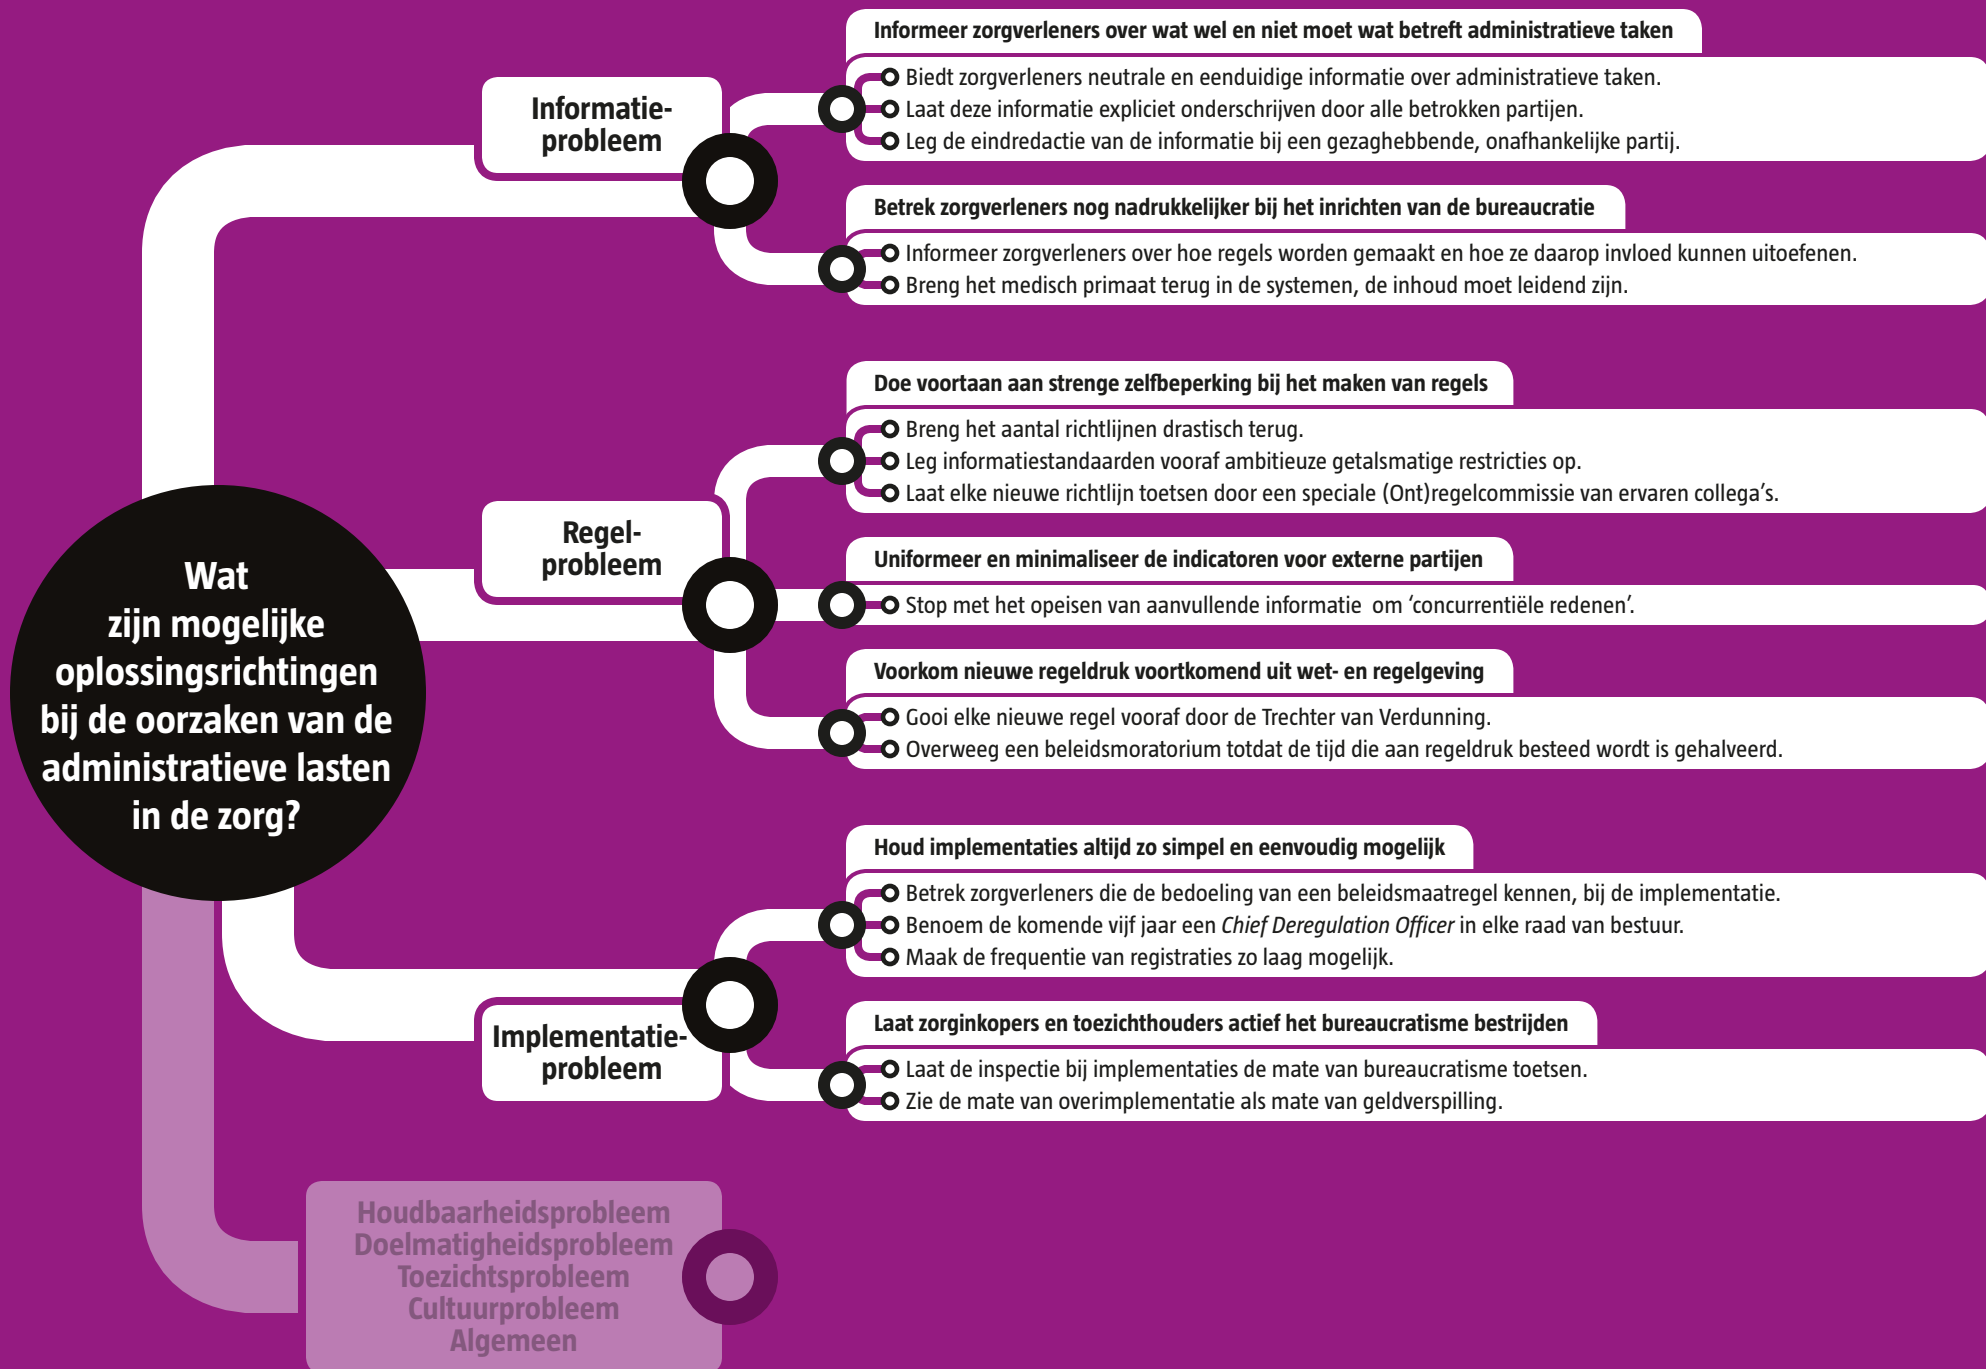 Wat
zijn mogelijke
oplossingsrichtingen
bij de oorzaken van de
administratieve lasten
in de zorg?
Informatie-
probleem
Informeer zorgverleners over wat wel en niet moet wat betreft administratieve taken
Biedt zorgverleners neutrale en eenduidige informatie over administratieve taken.
Laat deze informatie expliciet onderschrijven door alle betrokken partijen.
Leg de eindredactie van de informatie bij een gezaghebbende, onafhankelijke partij.
Betrek zorgverleners nog nadrukkelijker bij het inrichten van de bureaucratie
Informeer zorgverleners over hoe regels worden gemaakt en hoe ze daarop invloed kunnen uitoefenen.
Breng het medisch primaat terug in de systemen, de inhoud moet leidend zijn.
Regel-
probleem
Doe voortaan aan strenge zelfbeperking bij het maken van regels
Breng het aantal richtlijnen drastisch terug.
Leg informatiestandaarden vooraf ambitieuze getalsmatige restricties op.
Laat elke nieuwe richtlijn toetsen door een speciale (Ont)regelcommissie van ervaren collega’s.
Uniformeer en minimaliseer de indicatoren voor externe partijen
Stop met het opeisen van aanvullende informatie  om ‘concurrentiële redenen’.
Voorkom nieuwe regeldruk voortkomend uit wet- en regelgeving
Gooi elke nieuwe regel vooraf door de Trechter van Verdunning.
Overweeg een beleidsmoratorium totdat de tijd die aan regeldruk besteed wordt is gehalveerd.
Implementatie-
probleem
Houd implementaties altijd zo simpel en eenvoudig mogelijk
Betrek zorgverleners die de bedoeling van een beleidsmaatregel kennen, bij de implementatie.
Benoem de komende vijf jaar een Chief Deregulation Officer in elke raad van bestuur.
Maak de frequentie van registraties zo laag mogelijk.
Laat zorginkopers en toezichthouders actief het bureaucratisme bestrijden
Laat de inspectie bij implementaties de mate van bureaucratisme toetsen.
Zie de mate van overimplementatie als mate van geldverspilling.
Houdbaarheidsprobleem
Doelmatigheidsprobleem
Toezichtsprobleem
Cultuurprobleem
Algemeen